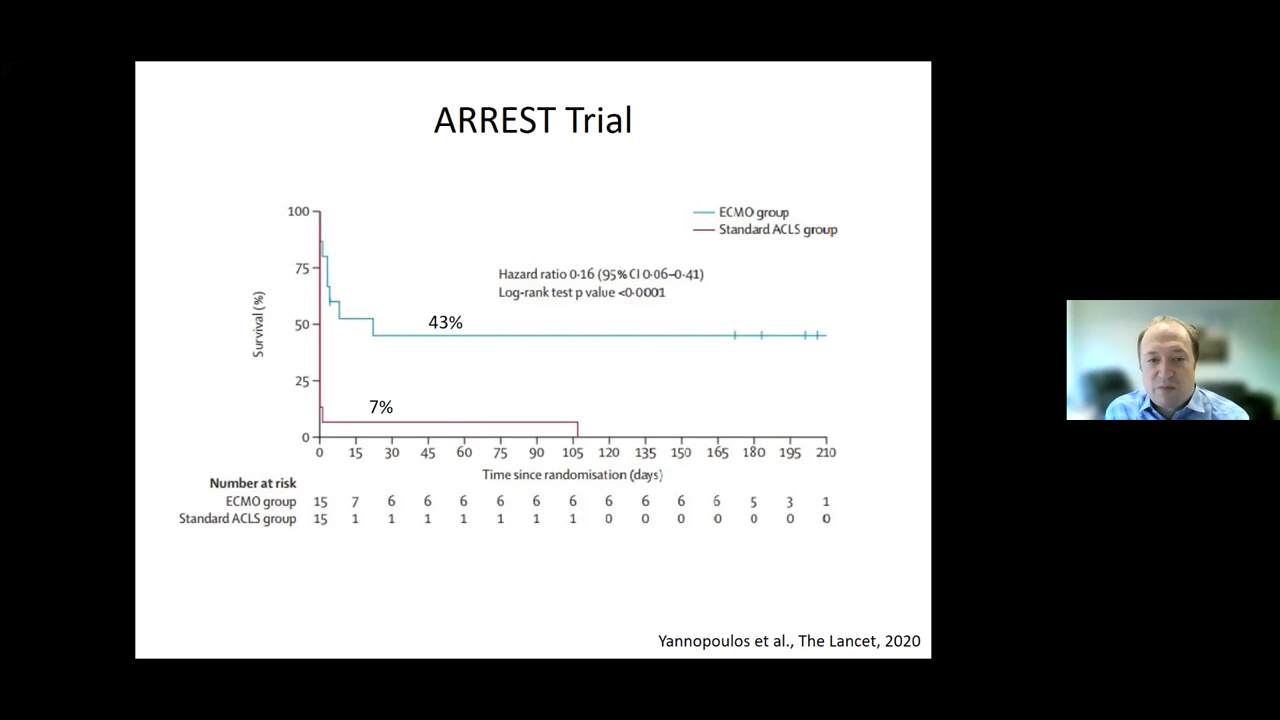 ARREST Trial
100
75
50
25
0
Survival (%)
ECMO group
Standard ACLS group
Hazard ratio 0·16 (95% CI 0·06–0·41)
Log-rank test p value <0·0001
43%
7%
0 15 30 45 60 75 90 105 120 135 150 165 180 195 210
Time since randomisation (days)
Number at risk
ECMO group 15 7 6 6 6 6 6 6 6 6 6 6 5 3 1
Standard ACLS group 15 1 1 1 1 1 1 1 0 0 0 0 0 0 0
Yannopoulos et al., The Lancet, 2020